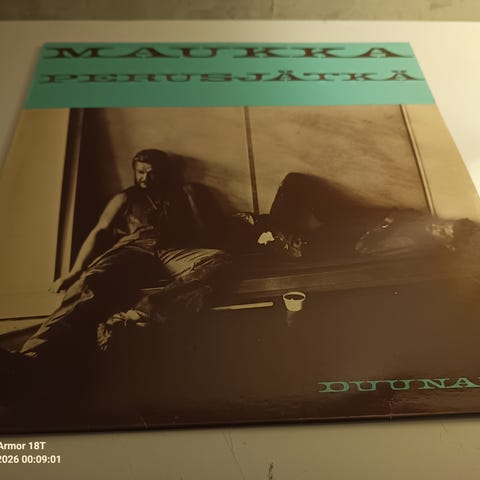 MAUKKA
PERUSJÄTKÄ
DUUNA
Armor 18T
2026 00:09:01